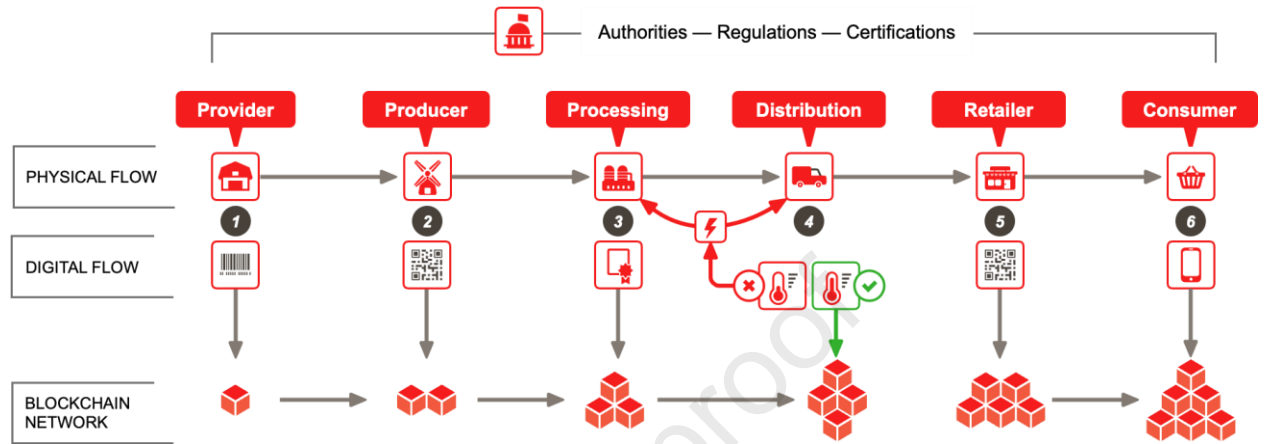 Authorities — Regulations — Certifications
Provider
Producer
Processing
Distribution
Retailer
Consumer
PHYSICAL FLOW
1
2
3
4
5
6
DIGITAL FLOW
proof
BLOCKCHAIN
NETWORK